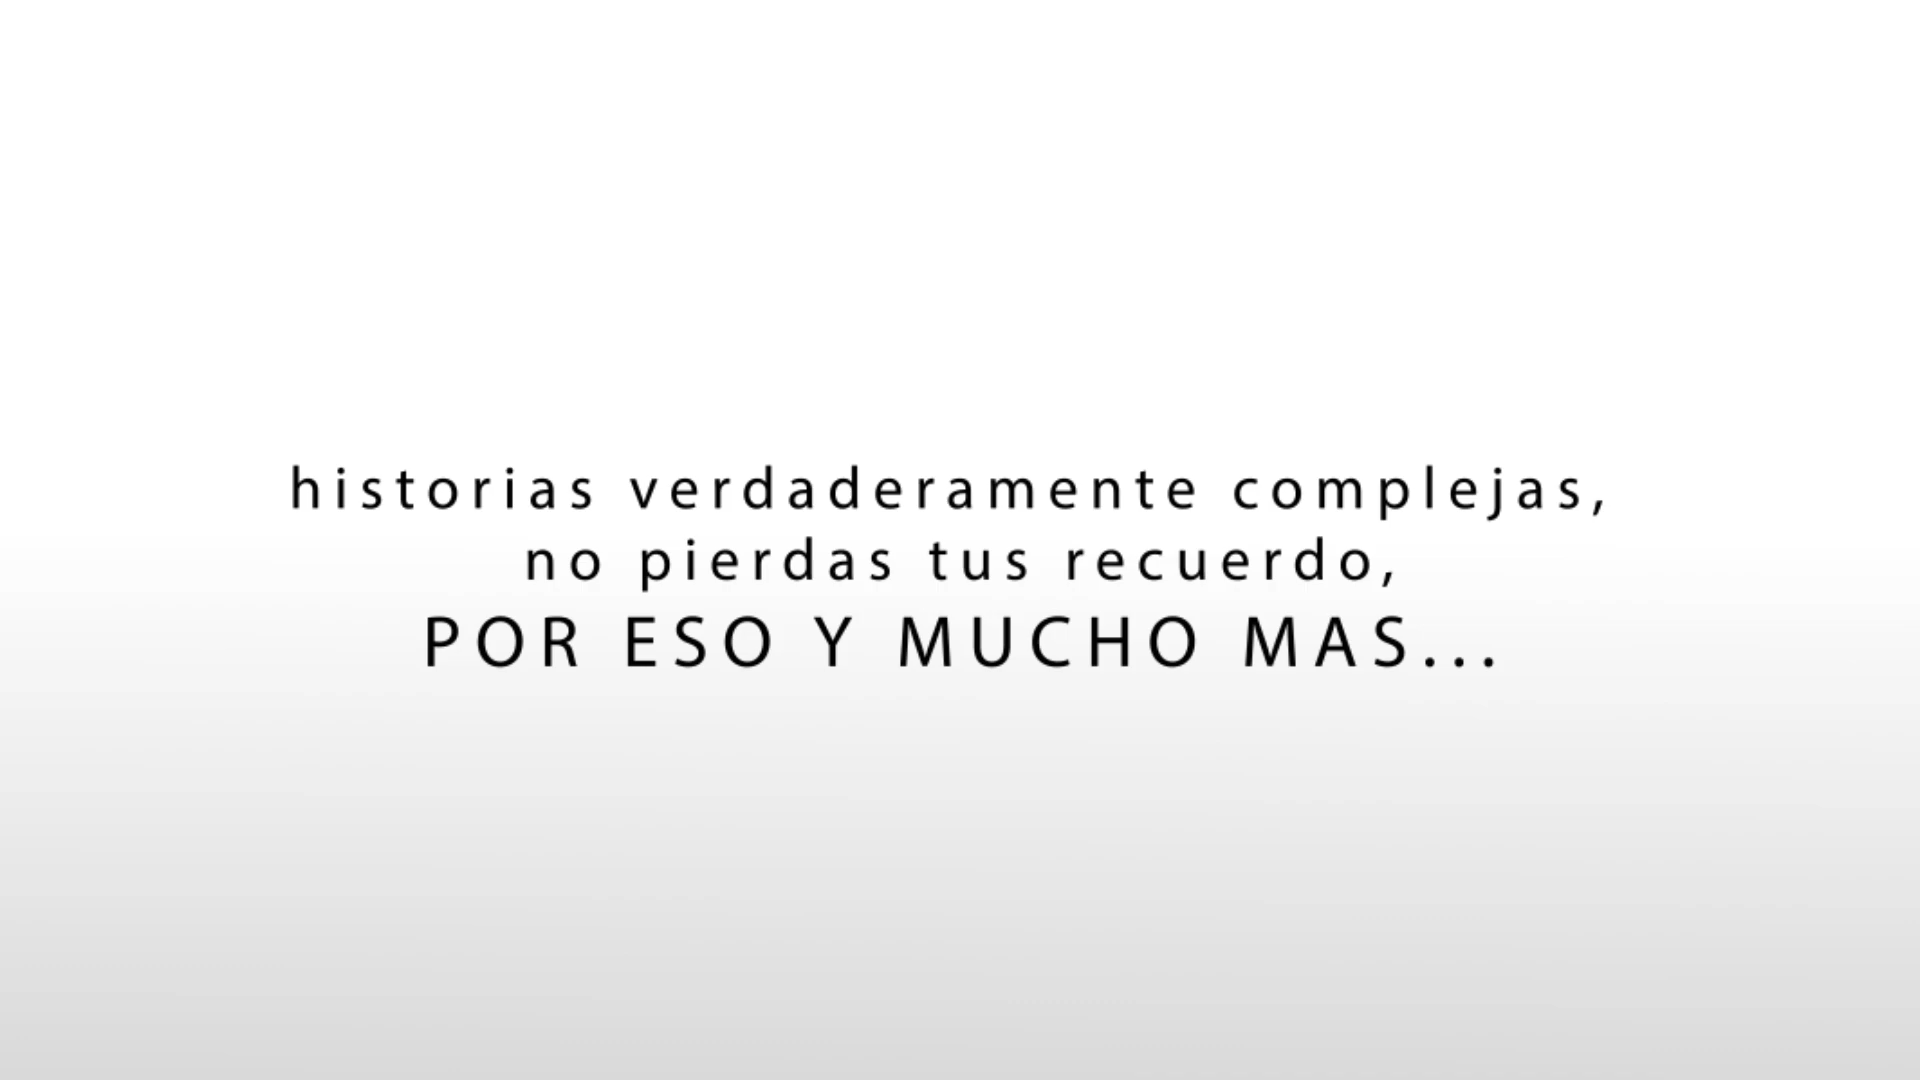 historias verdaderamente complejas,
no pierdas tus recuerdo,
POR ESO Y MUCHO MAS...